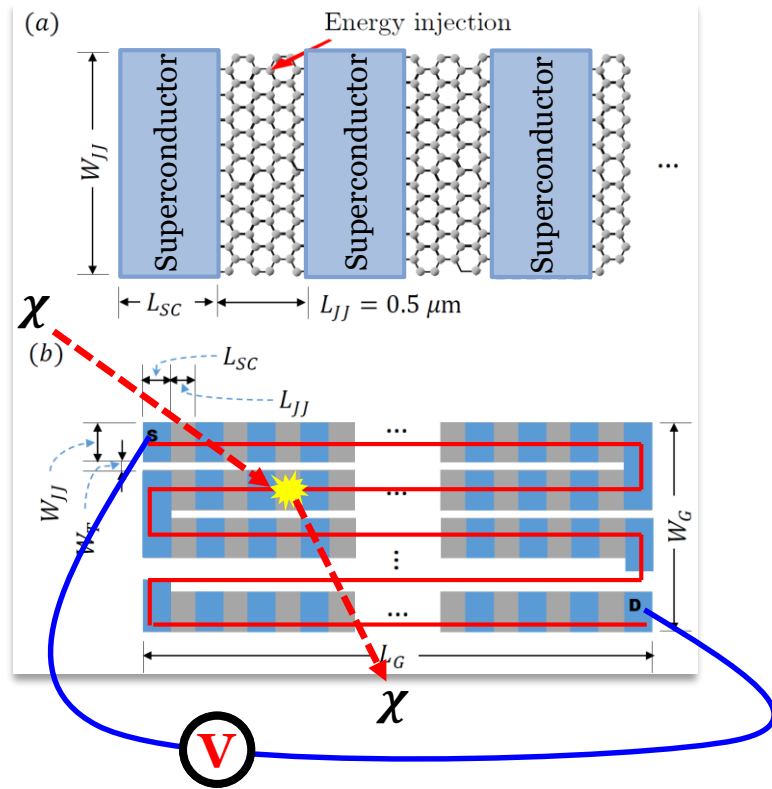 (a)
Energy injection
W_JJ
Superconductor
Superconductor
Superconductor
...
L_SC
L_JJ = 0.5 μm
χ
(b)
L_SC
L_JJ
S
...
W_JJ
...
W_T
W_G
...
...
D
L_G
χ
V